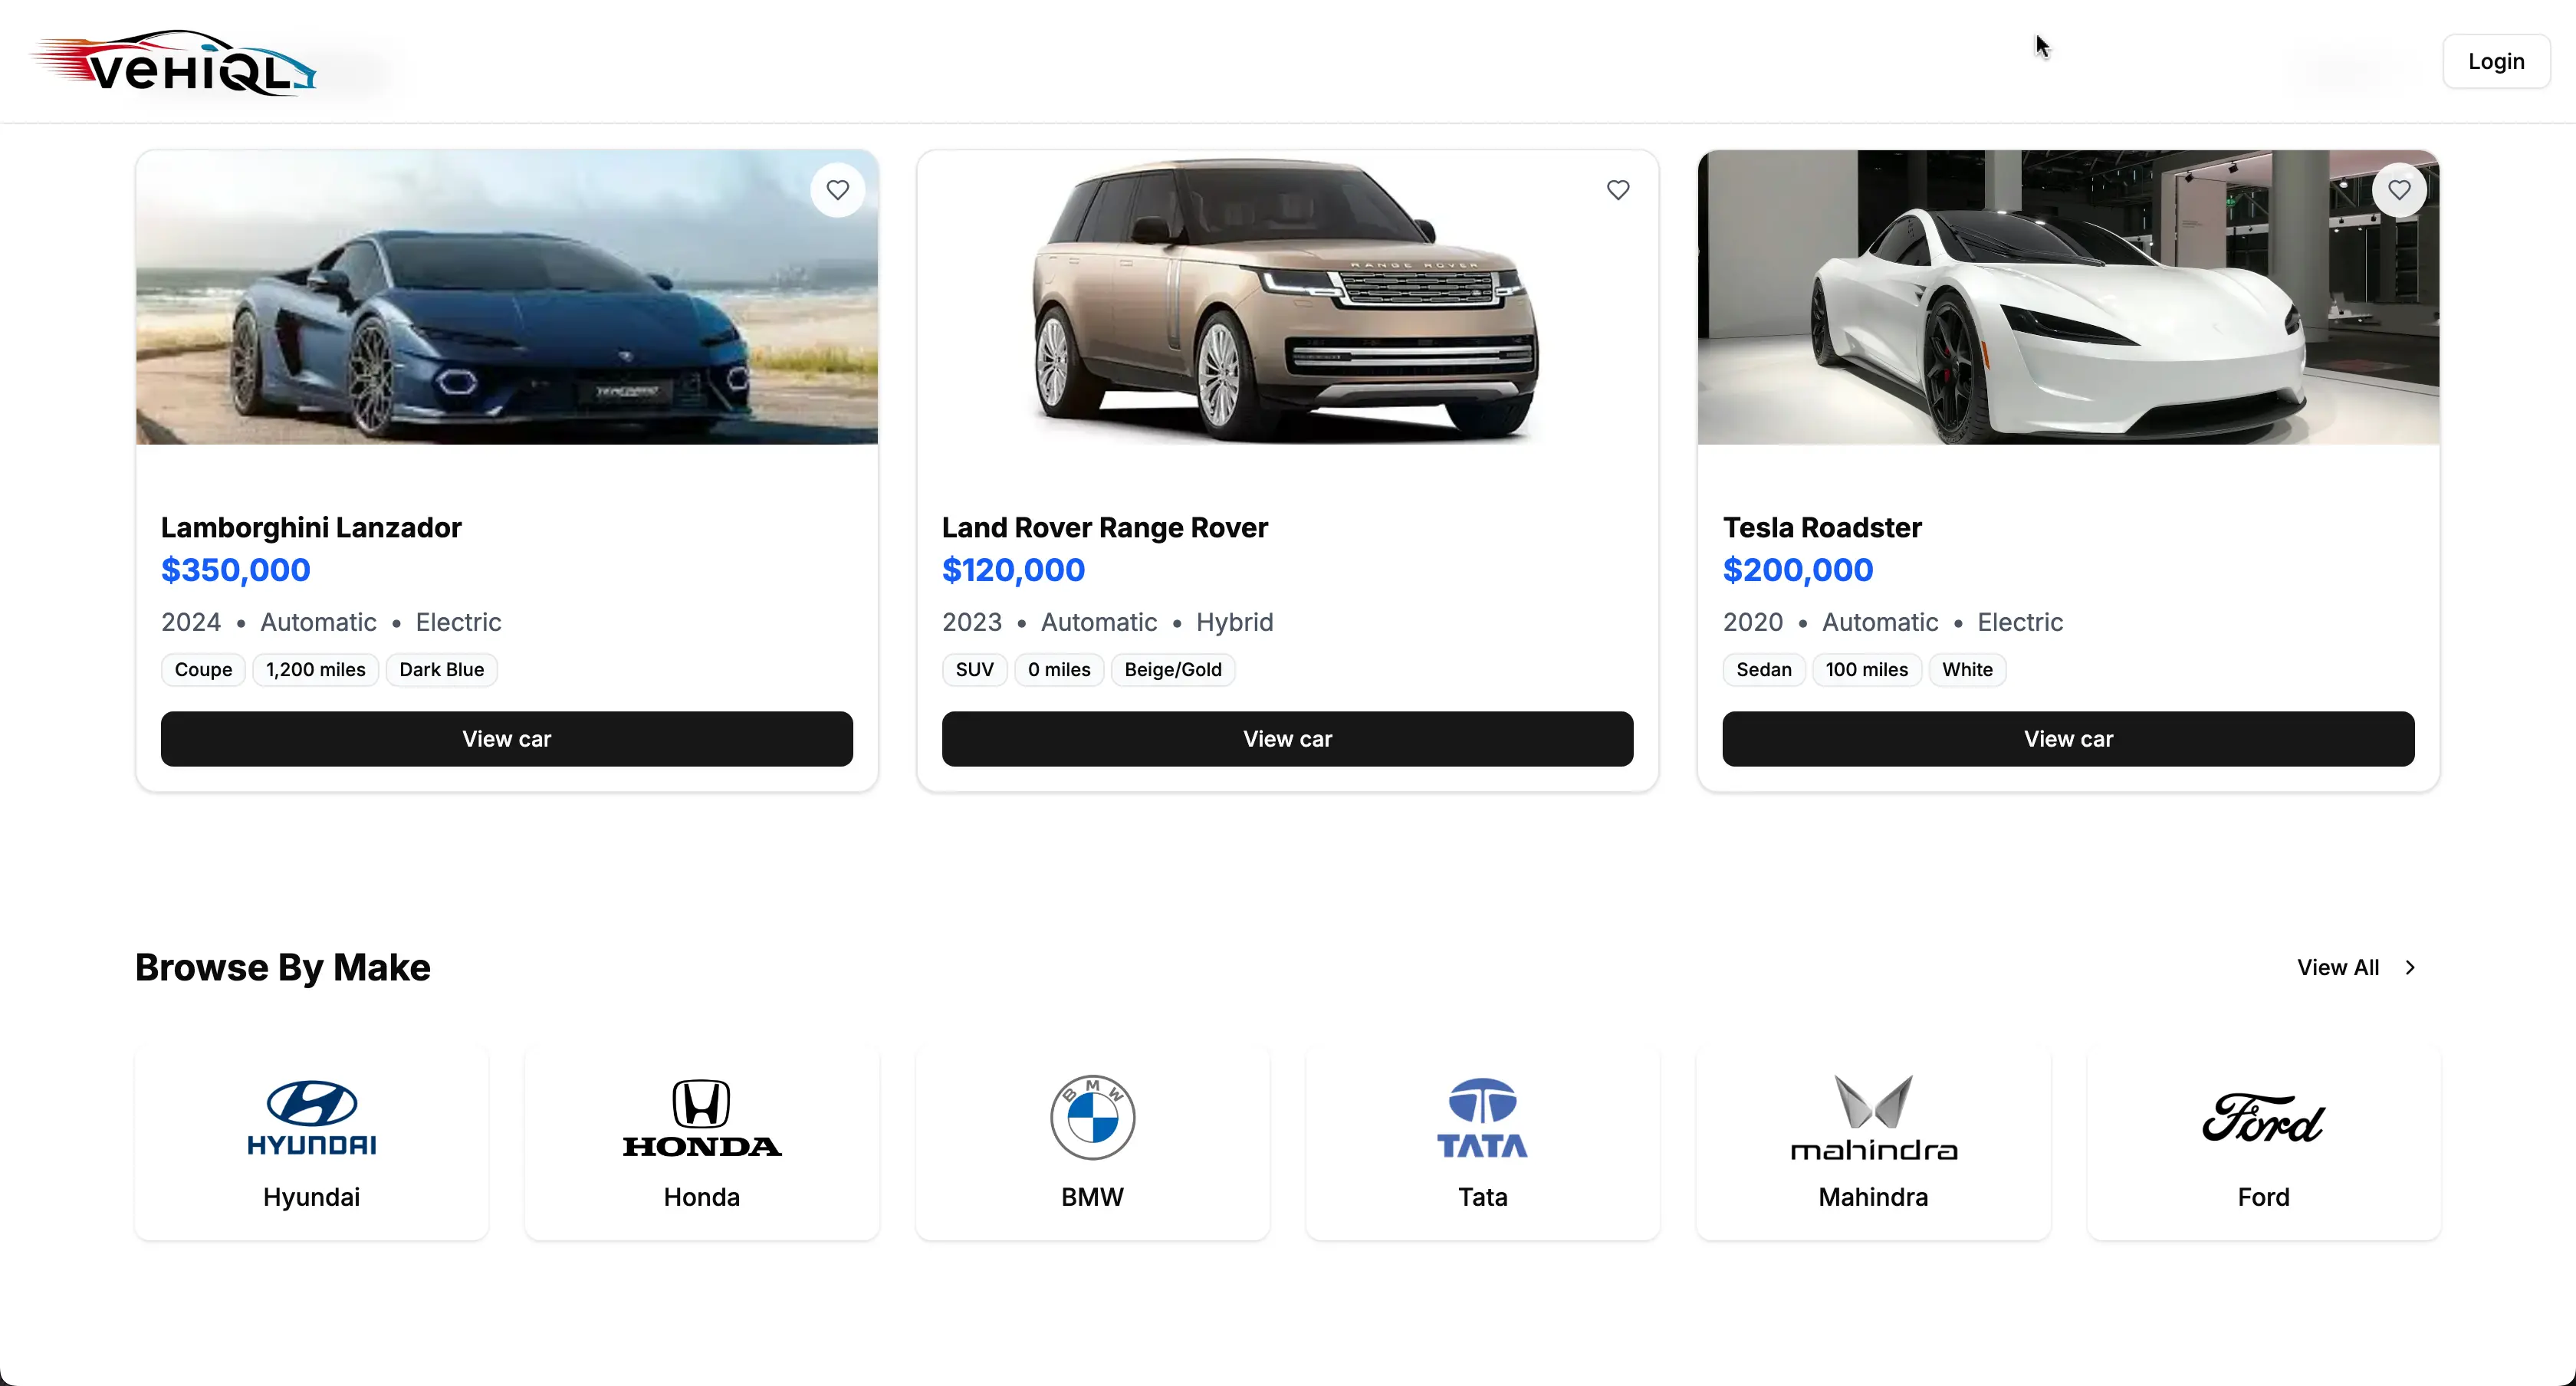 VEHIQL
Login
RANGE ROVER
Lamborghini Lanzador
$350,000
2024 • Automatic • Electric
Coupe 1,200 miles Dark Blue
View car
Land Rover Range Rover
$120,000
2023 • Automatic • Hybrid
SUV 0 miles Beige/Gold
View car
Tesla Roadster
$200,000
2020 • Automatic • Electric
Sedan 100 miles White
View car
Browse By Make
View All
HYUNDAI
Hyundai
HONDA
Honda
BMW
BMW
TATA
Tata
mahindra
Mahindra
Ford
Ford